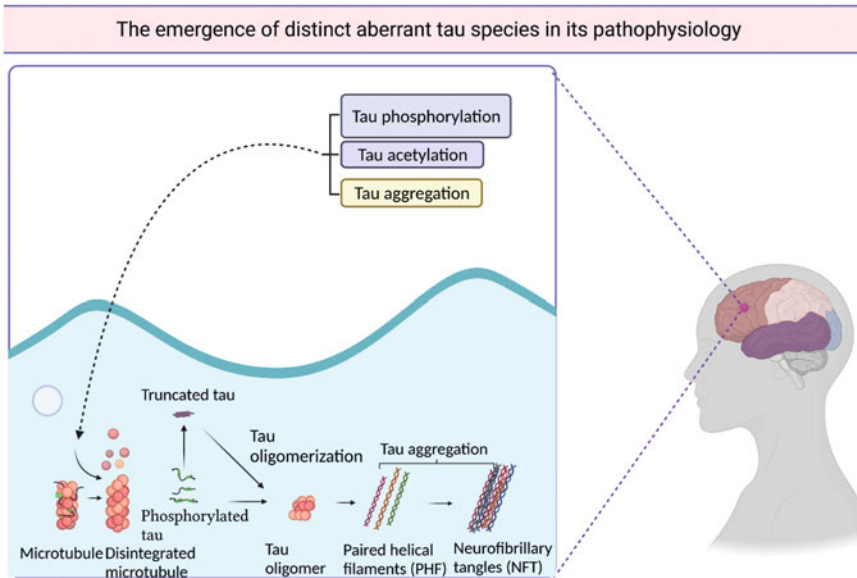 The emergence of distinct aberrant tau species in its pathophysiology
Tau phosphorylation
Tau acetylation
Tau aggregation
Truncated tau
Tau
oligomerization
Tau aggregation
Phosphorylated
tau
Microtubule
Disintegrated
microtubule
Tau
oligomer
Paired helical
filaments (PHF)
Neurofibrillary
tangles (NFT)